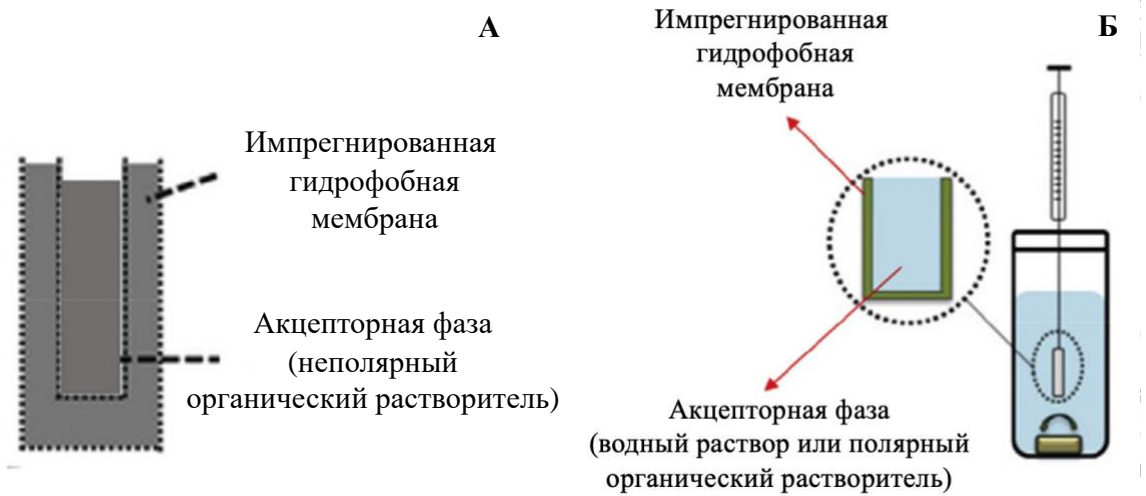 А
Импрегнированная
гидрофобная
мембрана
Акцепторная фаза
(неполярный
органический растворитель)
Импрегнированная
гидрофобная
мембрана
Б
Акцепторная фаза
(водный раствор или полярный
органический растворитель)